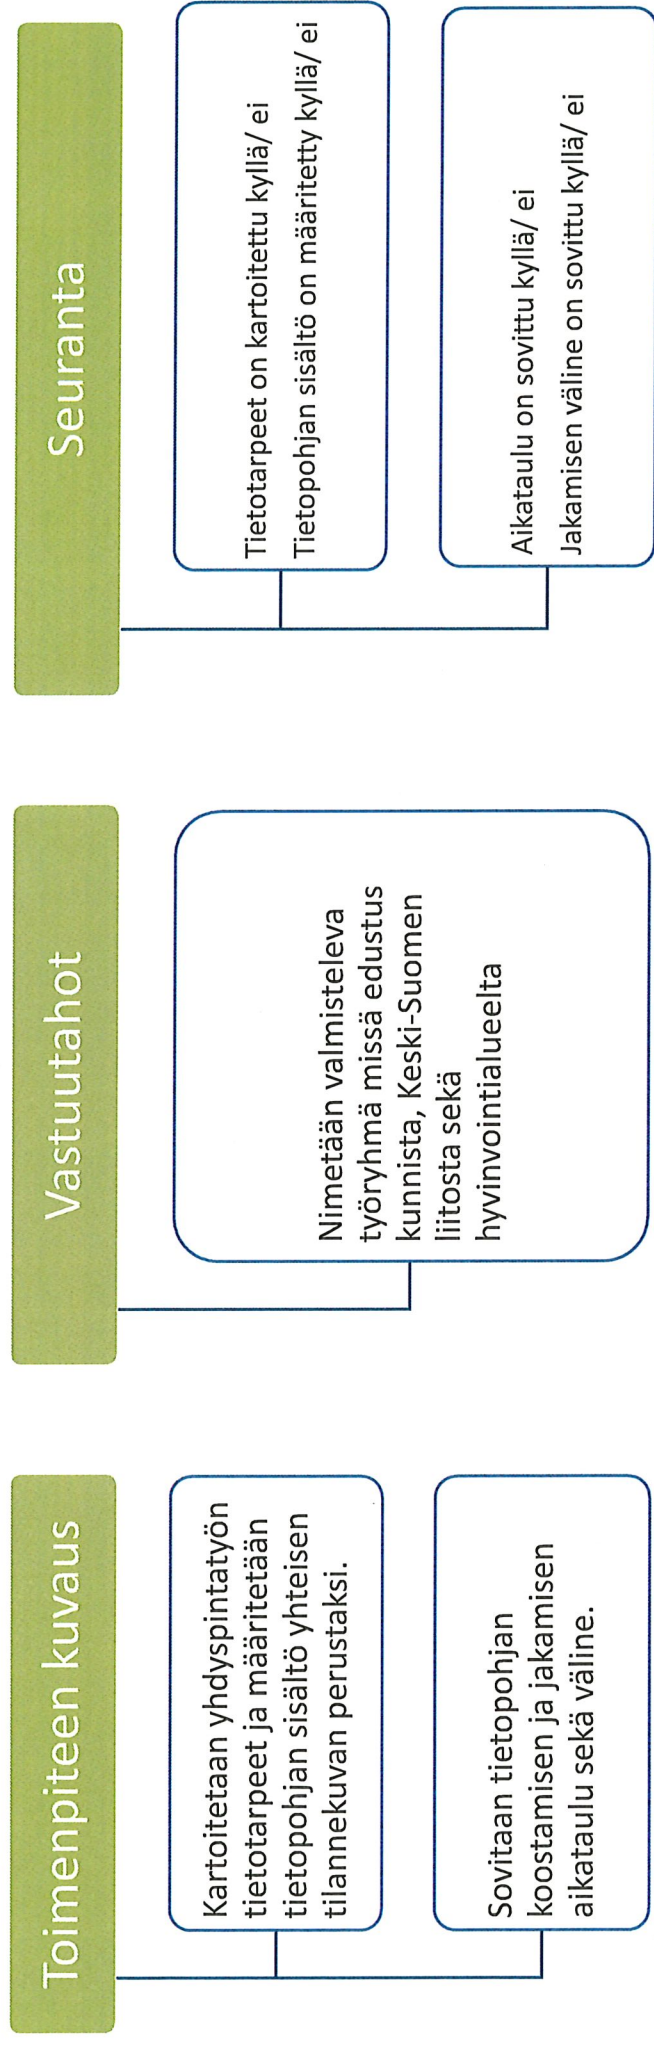 Toimenpiteen kuvaus
Kartoitetaan yhdyspintatyön
tietotarpeet ja määritetään
tietopohjan sisältö yhteisen
tilannekuvan perustaksi.
Sovitaan tietopohjan
koostamisen ja jakamisen
aikataulu sekä väline.
Vastuutahot
Nimetään valmisteleva
työryhmä missä edustus
kunnista, Keski-Suomen
liitosta sekä
hyvinvointialueelta
Seuranta
Tietotarpeet on kartoitettu kyllä/ ei
Tietopohjan sisältö on määritetty kyllä/ ei
Aikataulu on sovittu kyllä/ ei
Jakamisen väline on sovittu kyllä/ ei